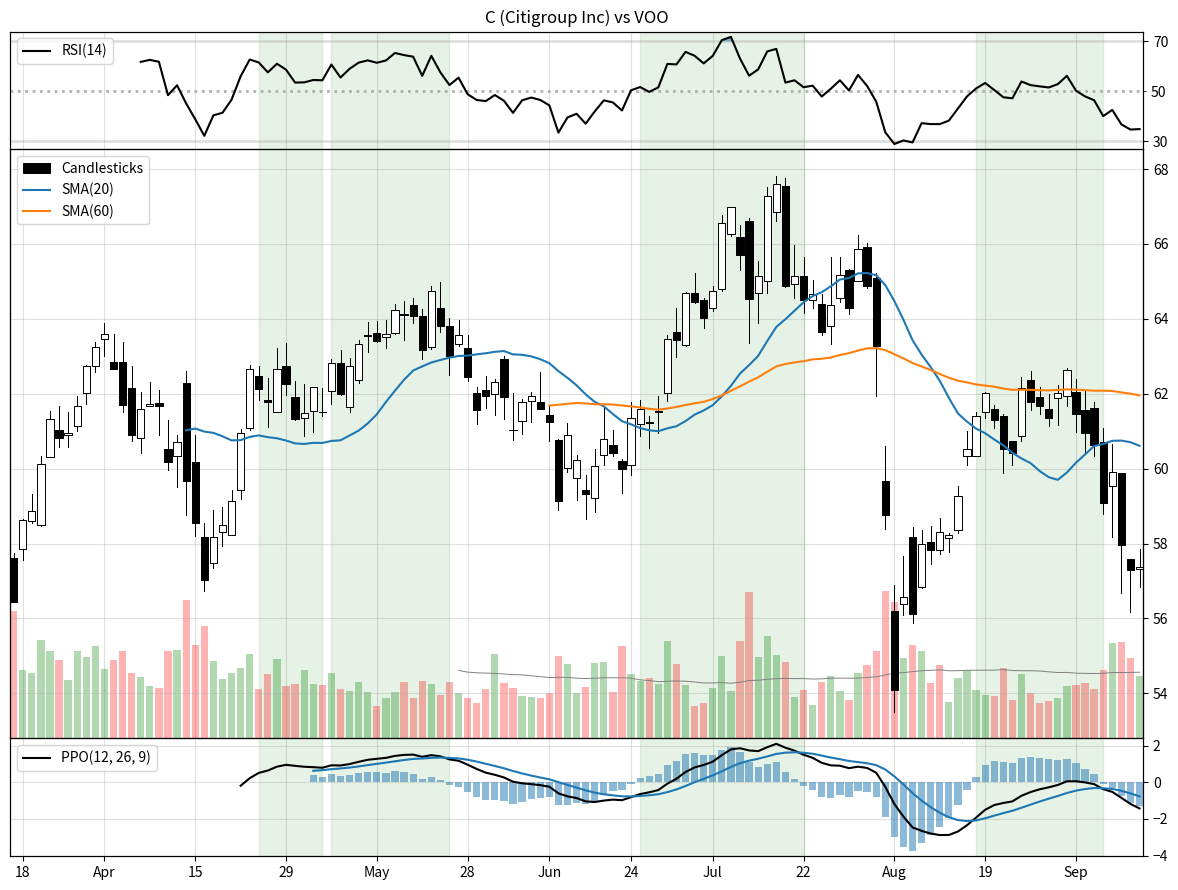 C (Citigroup Inc) vs VOO
RSI(14)
70
50
30
Candlesticks
SMA(20)
SMA(60)
68
66
64
62
60
58
56
54
PPO(12, 26, 9)
2
0
−2
−4
18 Apr 15 29 May 28 Jun 24 Jul 22 Aug 19 Sep